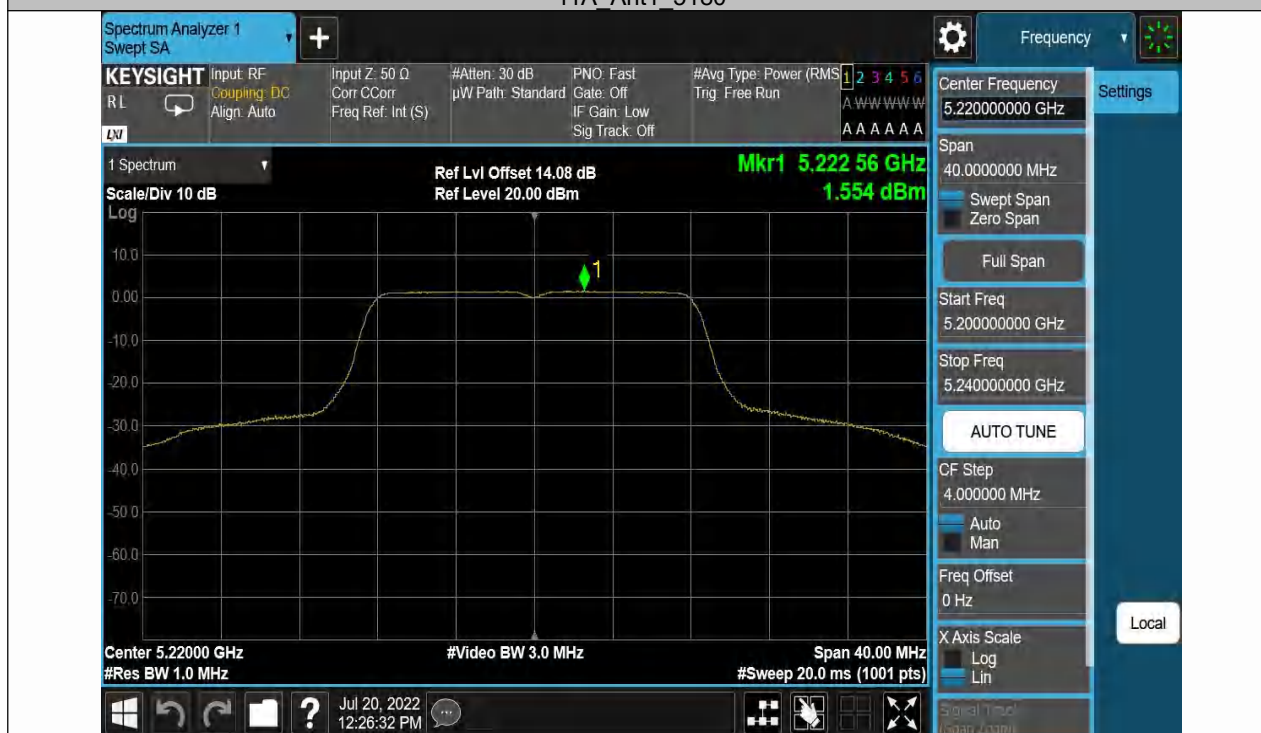 Spectrum Analyzer 1
Swept SA
+
Frequency
KEYSIGHT
RL
LXI
Input: RF
Coupling: DC
Align: Auto
Input Z: 50 Ω
Corr CCorr
Freq Ref: Int (S)
#Atten: 30 dB
µW Path: Standard
PNO: Fast
Gate: Off
IF Gain: Low
Sig Track: Off
#Avg Type: Power (RMS
Trig: Free Run
1 2 3 4 5 6
A W W W W W
A A A A A A
1 Spectrum
Scale/Div 10 dB
Log
Ref Lvl Offset 14.08 dB
Ref Level 20.00 dBm
Mkr1 5.222 56 GHz
1.554 dBm
10.0
0.00
-10.0
-20.0
-30.0
-40.0
-50.0
-60.0
-70.0
1
Center 5.22000 GHz
#Res BW 1.0 MHz
#Video BW 3.0 MHz
Span 40.00 MHz
#Sweep 20.0 ms (1001 pts)
?
Jul 20, 2022
12:26:32 PM
Center Frequency
5.220000000 GHz
Span
40.0000000 MHz
Swept Span
Zero Span
Full Span
Start Freq
5.200000000 GHz
Stop Freq
5.240000000 GHz
AUTO TUNE
CF Step
4.000000 MHz
Auto
Man
Freq Offset
0 Hz
X Axis Scale
Log
Lin
Settings
Local